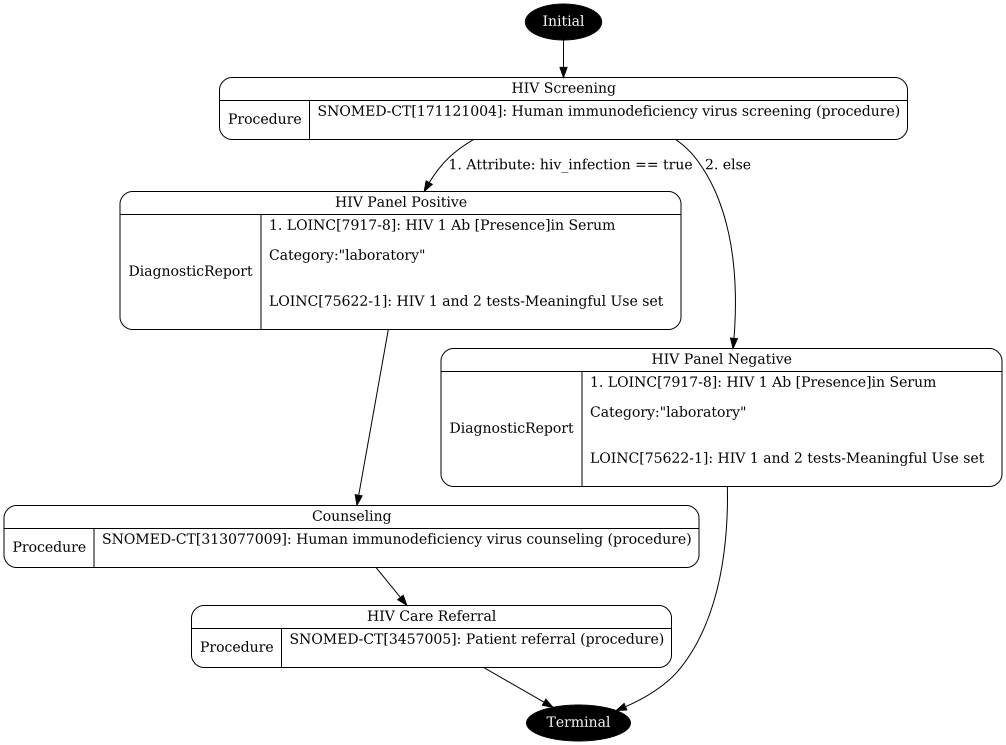 Initial
HIV Screening
Procedure
SNOMED-CT[171121004]: Human immunodeficiency virus screening (procedure)
1. Attribute: hiv_infection == true
2. else
HIV Panel Positive
DiagnosticReport
1. LOINC[7917-8]: HIV 1 Ab [Presence]in Serum
Category:"laboratory"
LOINC[75622-1]: HIV 1 and 2 tests-Meaningful Use set
HIV Panel Negative
DiagnosticReport
1. LOINC[7917-8]: HIV 1 Ab [Presence]in Serum
Category:"laboratory"
LOINC[75622-1]: HIV 1 and 2 tests-Meaningful Use set
Counseling
Procedure
SNOMED-CT[313077009]: Human immunodeficiency virus counseling (procedure)
HIV Care Referral
Procedure
SNOMED-CT[3457005]: Patient referral (procedure)
Terminal